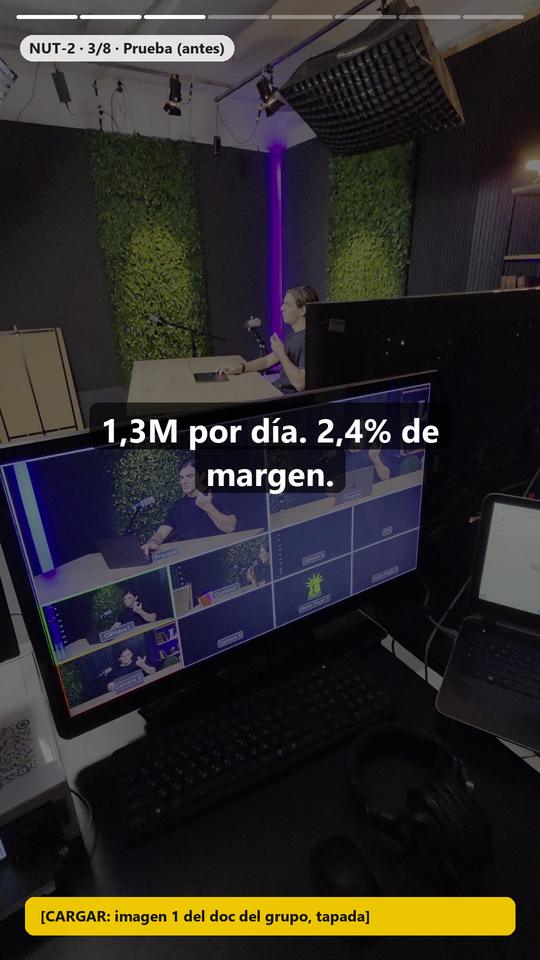 NUT-2 · 3/8 · Prueba (antes)
1,3M por día. 2,4% de
margen.
[CARGAR: imagen 1 del doc del grupo, tapada]